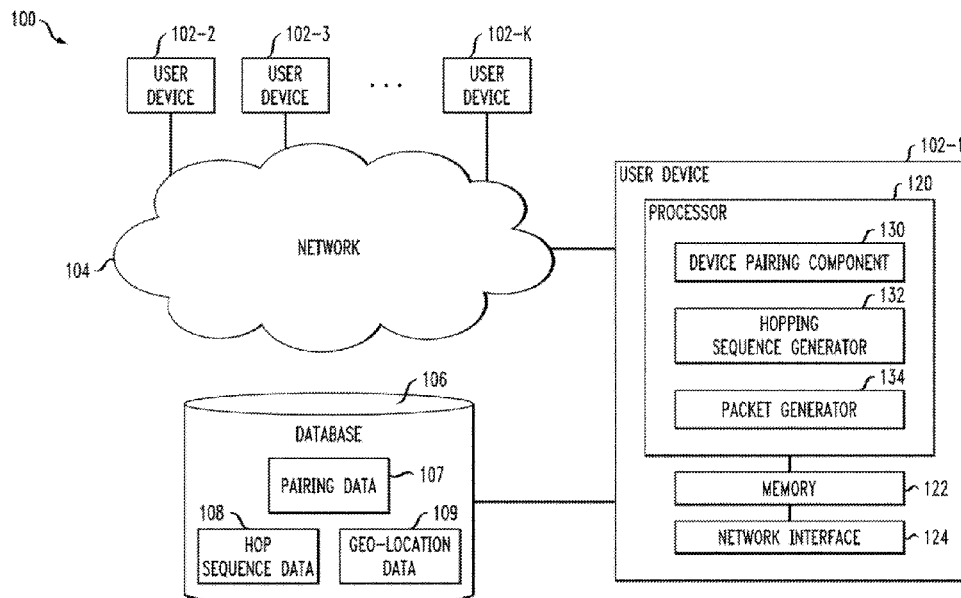 100
102-2
102-3
102-K
USER
DEVICE
USER
DEVICE
...
USER
DEVICE
102-1
USER DEVICE
120
PROCESSOR
130
DEVICE PAIRING COMPONENT
132
HOPPING
SEQUENCE GENERATOR
134
PACKET GENERATOR
MEMORY
122
NETWORK INTERFACE
124
NETWORK
104
106
DATABASE
PAIRING DATA
107
108
HOP
SEQUENCE DATA
109
GEO-LOCATION
DATA